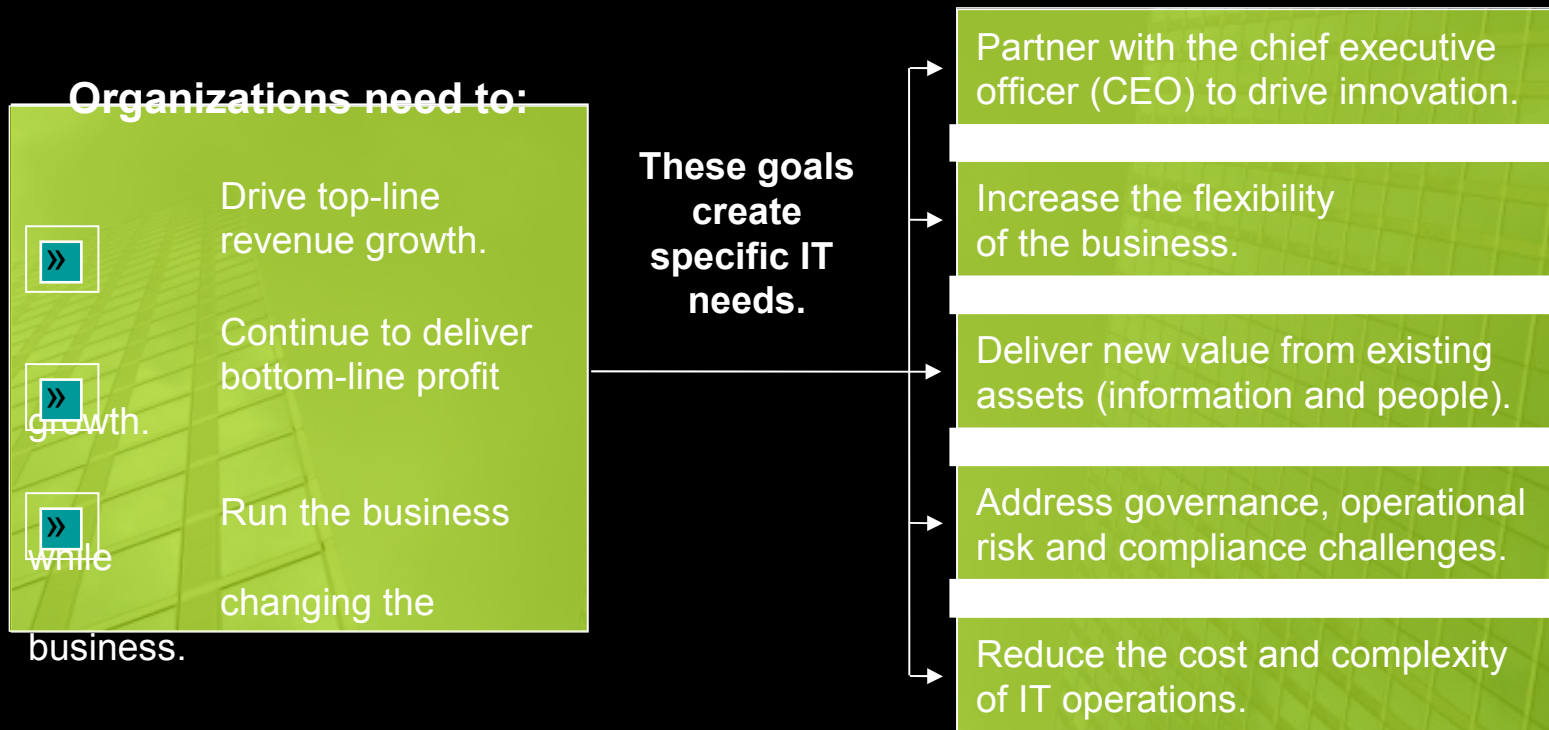 Organizations need to:
»
Drive top-line
revenue growth.
»
Continue to deliver
bottom-line profit
growth.
»
Run the business
while
changing the
business.
These goals
create
specific IT
needs.
Partner with the chief executive
officer (CEO) to drive innovation.
Increase the flexibility
of the business.
Deliver new value from existing
assets (information and people).
Address governance, operational
risk and compliance challenges.
Reduce the cost and complexity
of IT operations.